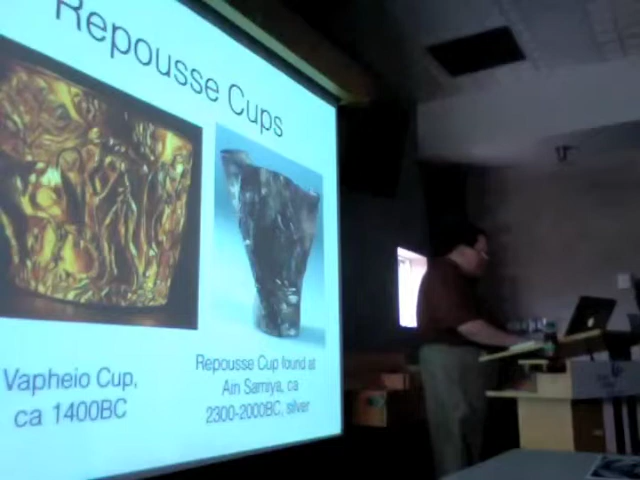 Repousse Cups
Vapheio Cup,
ca 1400BC
Repousse Cup found at
Ain Samiya, ca
2300-2000BC, silver